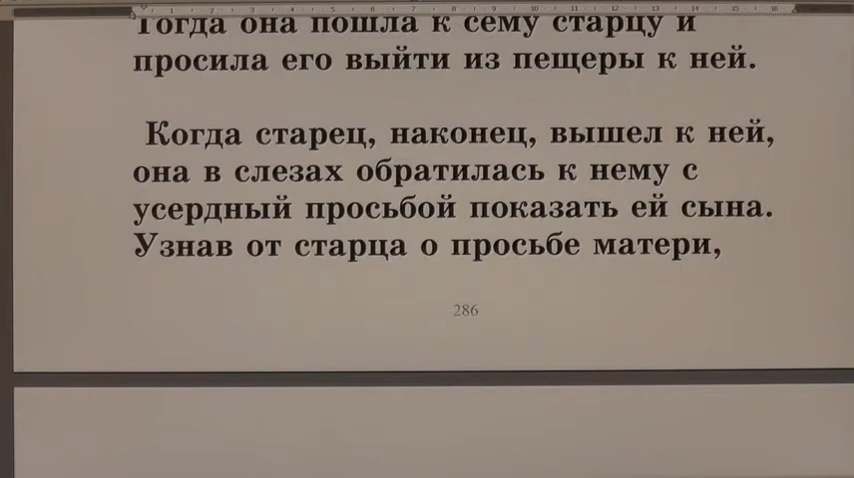 Тогда она пошла к сему старцу и
просила его выйти из пещеры к ней.
Когда старец, наконец, вышел к ней,
она в слезах обратилась к нему с
усердный просьбой показать ей сына.
Узнав от старца о просьбе матери,
286